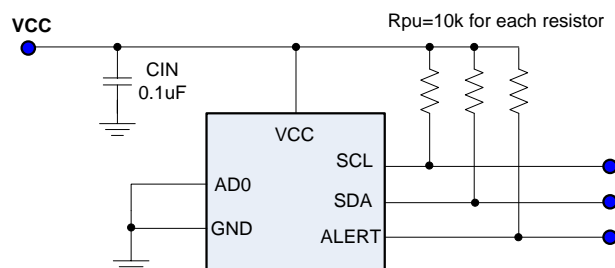 Rpu=10k for each resistor
VCC
CIN
0.1uF
VCC
SCL
AD0
SDA
GND
ALERT